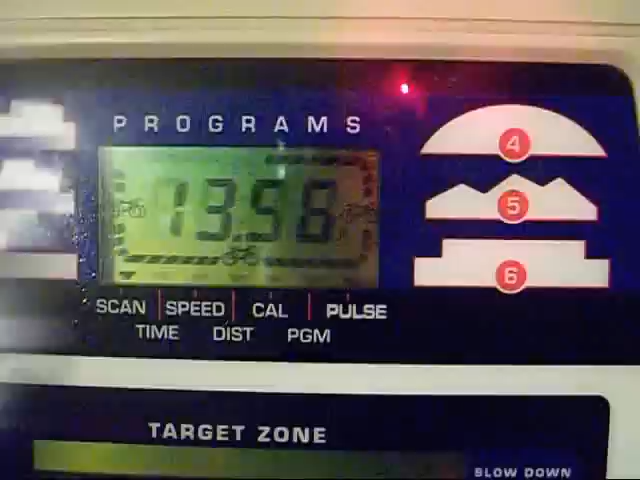 PROGRAMS
4
13.58
5
6
SCAN SPEED CAL PULSE
TIME DIST PGM
TARGET ZONE
SLOW DOWN